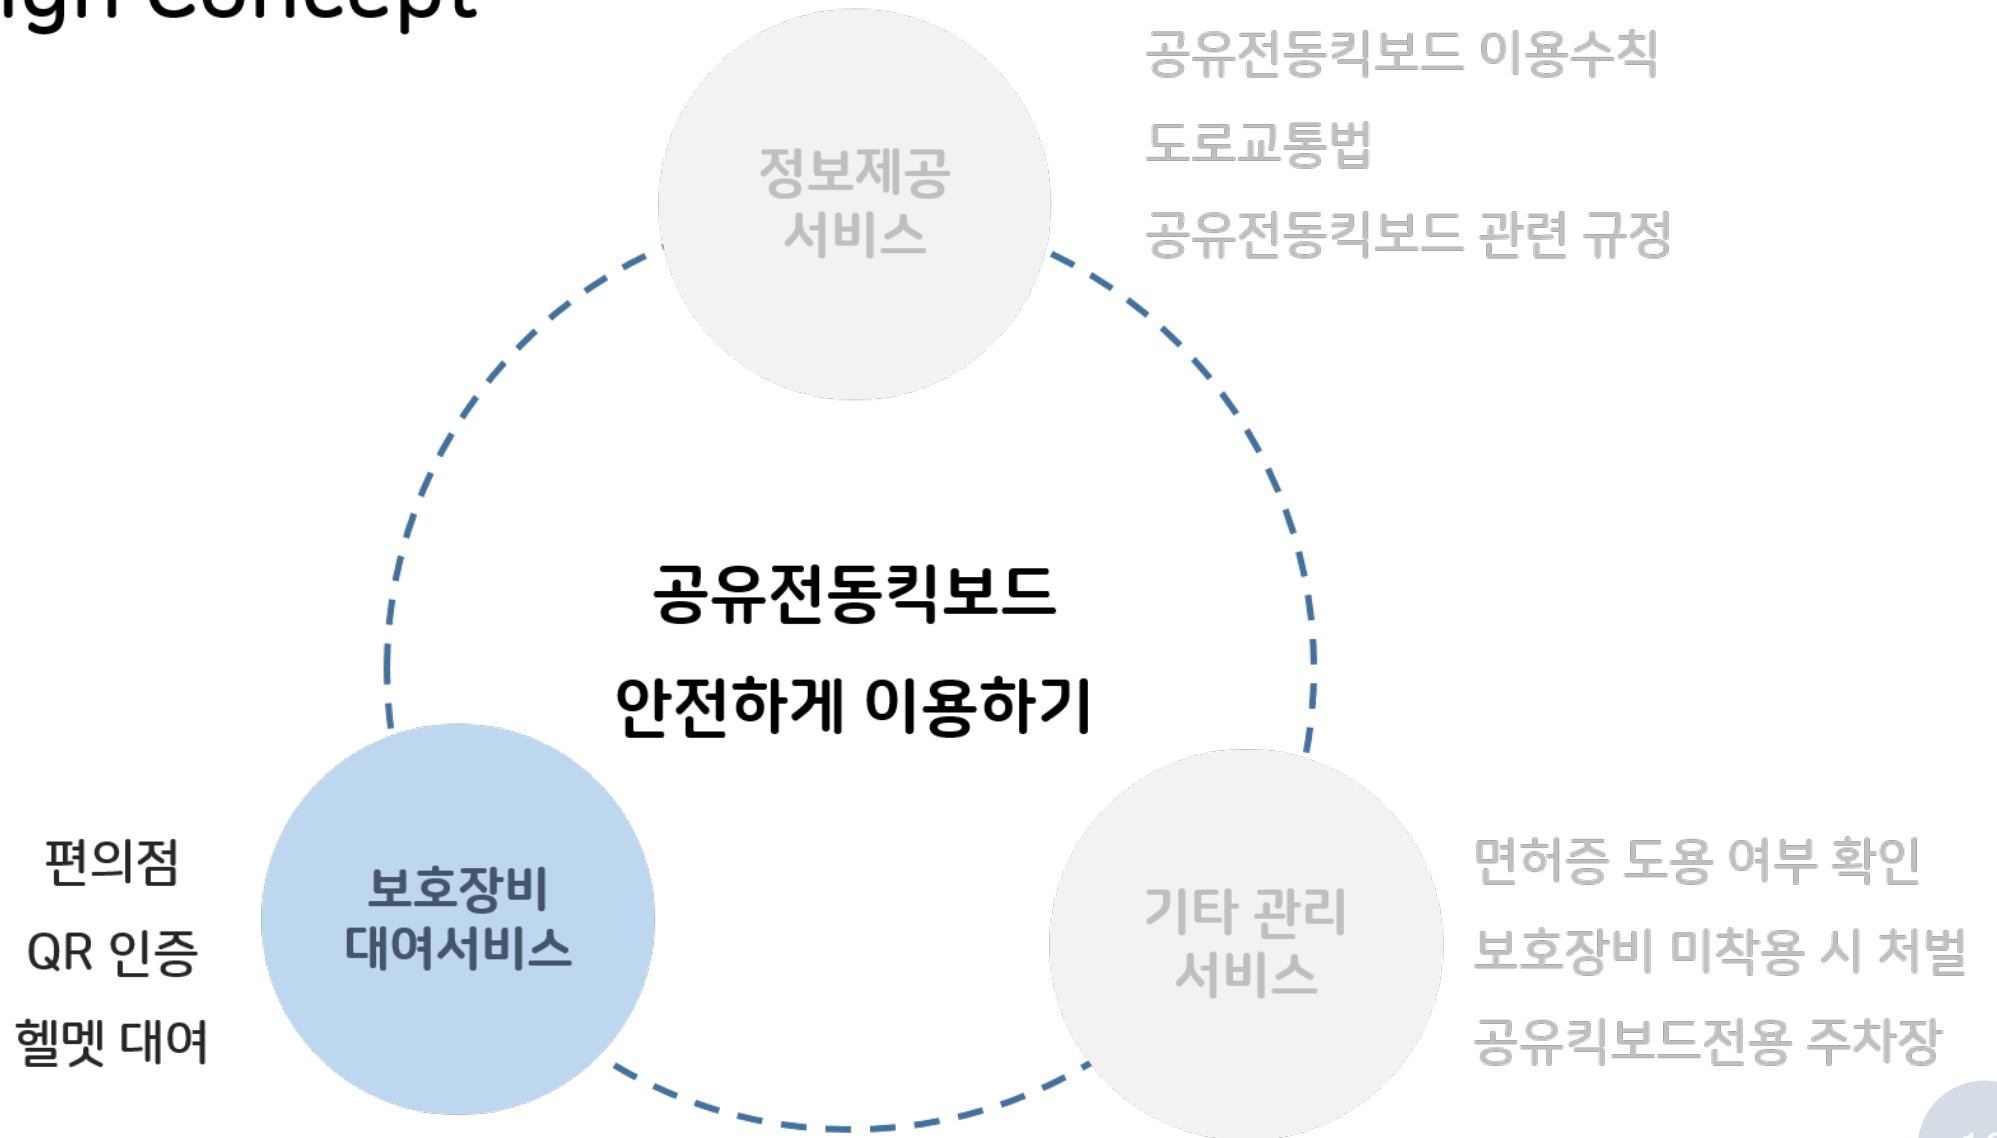 Concept
공유전동킥보드 이용수칙
도로교통법
공유전동킥보드 관련 규정
정보제공
서비스
공유전동킥보드
안전하게 이용하기
편의점
QR 인증
헬멧 대여
보호장비
대여서비스
기타 관리
서비스
면허증 도용 여부 확인
보호장비 미착용 시 처벌
공유킥보드전용 주차장